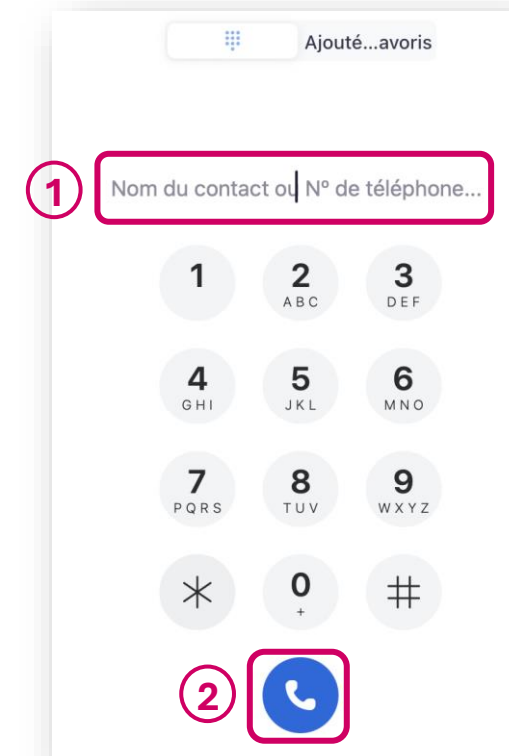 Ajouté...avoris
1 Nom du contact ou N° de téléphone...
1 2 3
ABC DEF
4 5 6
GHI JKL MNO
7 8 9
PQRS TUV WXYZ
* 0 #
+
2